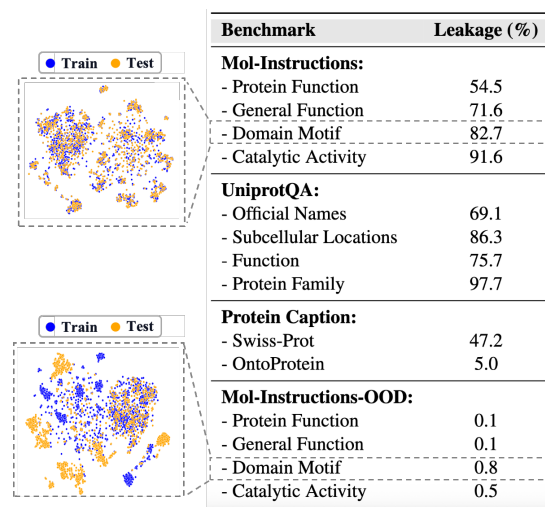 Train Test
Train Test
Benchmark Leakage (%)
Mol-Instructions:
- Protein Function 54.5
- General Function 71.6
- Domain Motif 82.7
- Catalytic Activity 91.6
UniprotQA:
- Official Names 69.1
- Subcellular Locations 86.3
- Function 75.7
- Protein Family 97.7
Protein Caption:
- Swiss-Prot 47.2
- OntoProtein 5.0
Mol-Instructions-OOD:
- Protein Function 0.1
- General Function 0.1
- Domain Motif 0.8
- Catalytic Activity 0.5